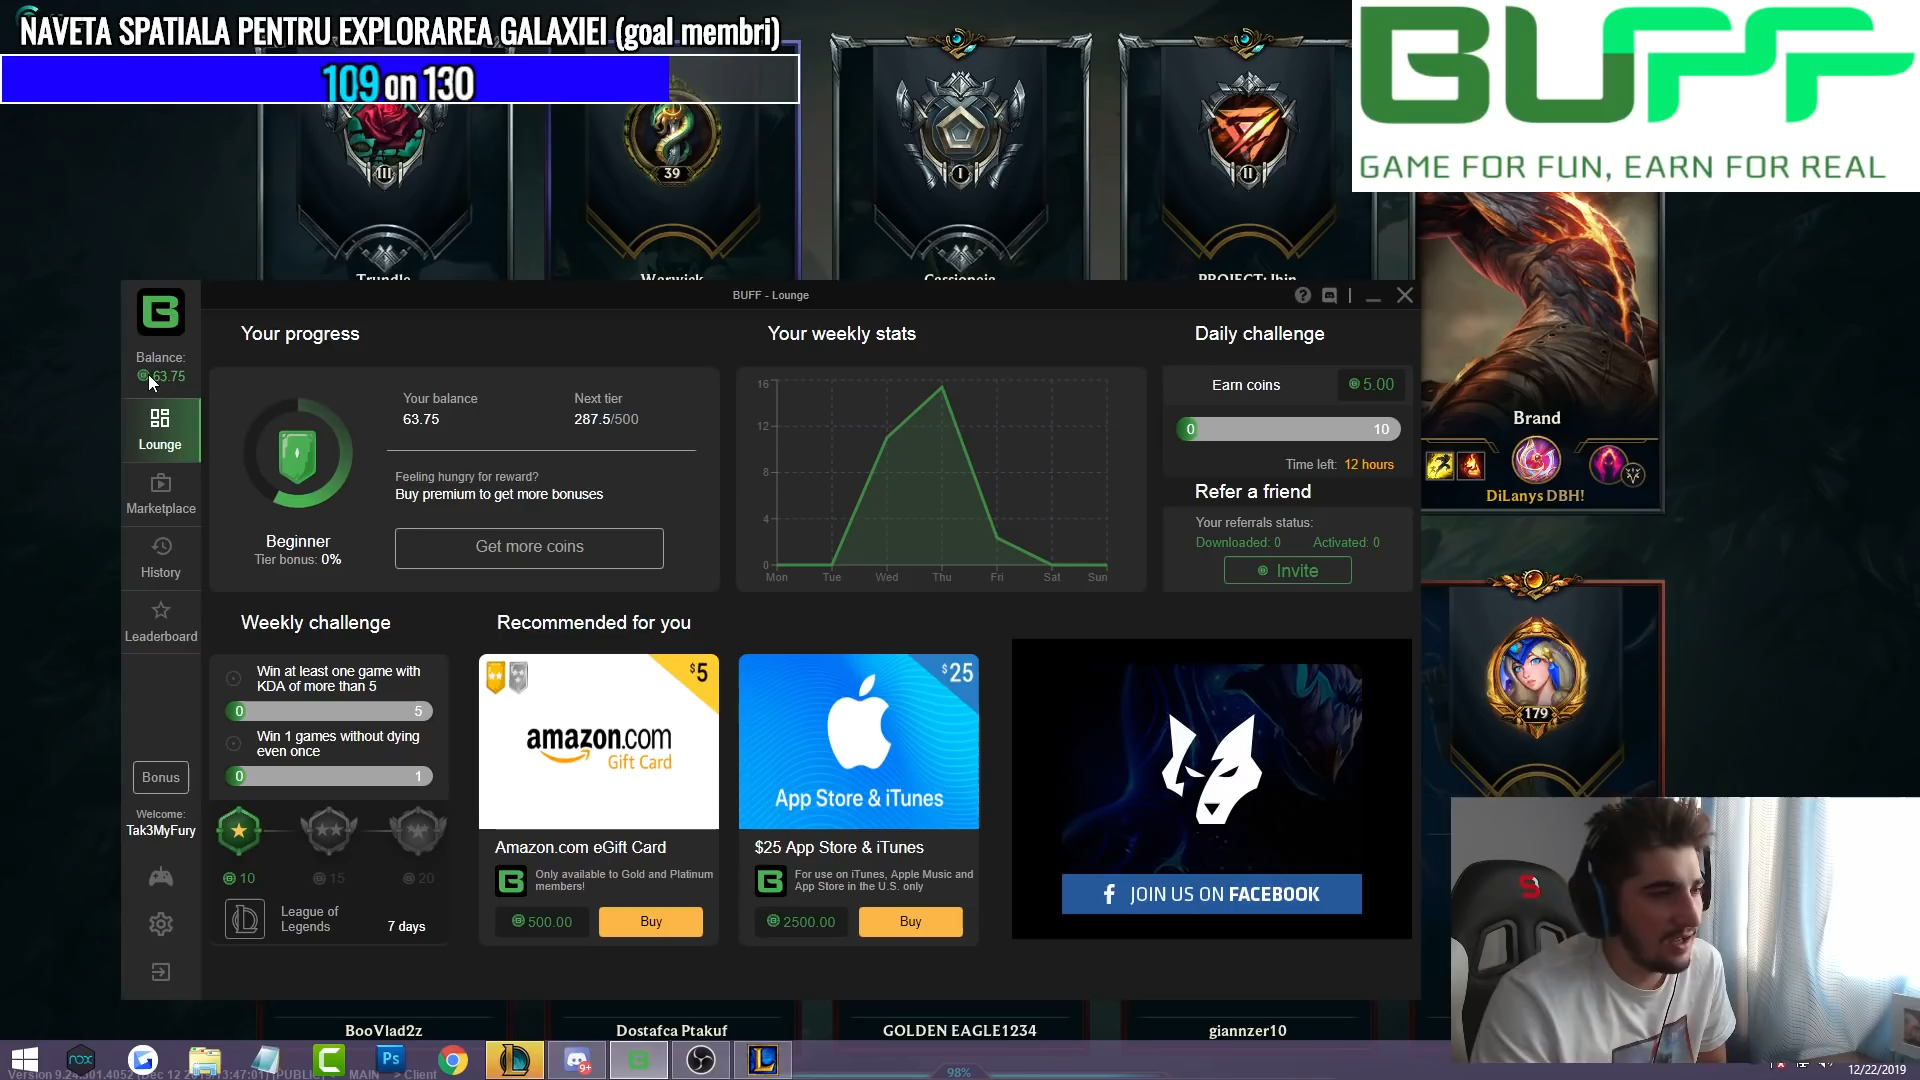 NAVETA SPATIALA PENTRU EXPLORAREA GALAXIEI (goal membri)
109 on 130
BUFF
GAME FOR FUN, EARN FOR REAL
III
39
I
II
Trundle
Warwick
Cassiopeia
PROJECT: Jhin
BUFF - Lounge
Balance:
63.75
Lounge
Marketplace
History
Leaderboard
Bonus
Welcome:
Tak3MyFury
Your progress
Your balance
63.75
Next tier
287.5/500
Feeling hungry for reward?
Buy premium to get more bonuses
Beginner
Tier bonus: 0%
Get more coins
Your weekly stats
16
12
8
4
0
Mon Tue Wed Thu Fri Sat Sun
Daily challenge
Earn coins
5.00
0 10
Time left: 12 hours
Refer a friend
Your referrals status:
Downloaded: 0 Activated: 0
Invite
Weekly challenge
Win at least one game with
KDA of more than 5
0 5
Win 1 games without dying
even once
0 1
10 15 20
League of
Legends
7 days
Recommended for you
$5
amazon.com
Gift Card
Amazon.com eGift Card
Only available to Gold and Platinum
members!
500.00
Buy
$25
App Store & iTunes
$25 App Store & iTunes
For use on iTunes, Apple Music and
App Store in the U.S. only
2500.00
Buy
JOIN US ON FACEBOOK
Brand
DiLanys DBH!
179
BooVlad2z
Dostafca Ptakuf
GOLDEN EAGLE1234
giannzer10
nox
Ps
9+
98%
12/22/2019